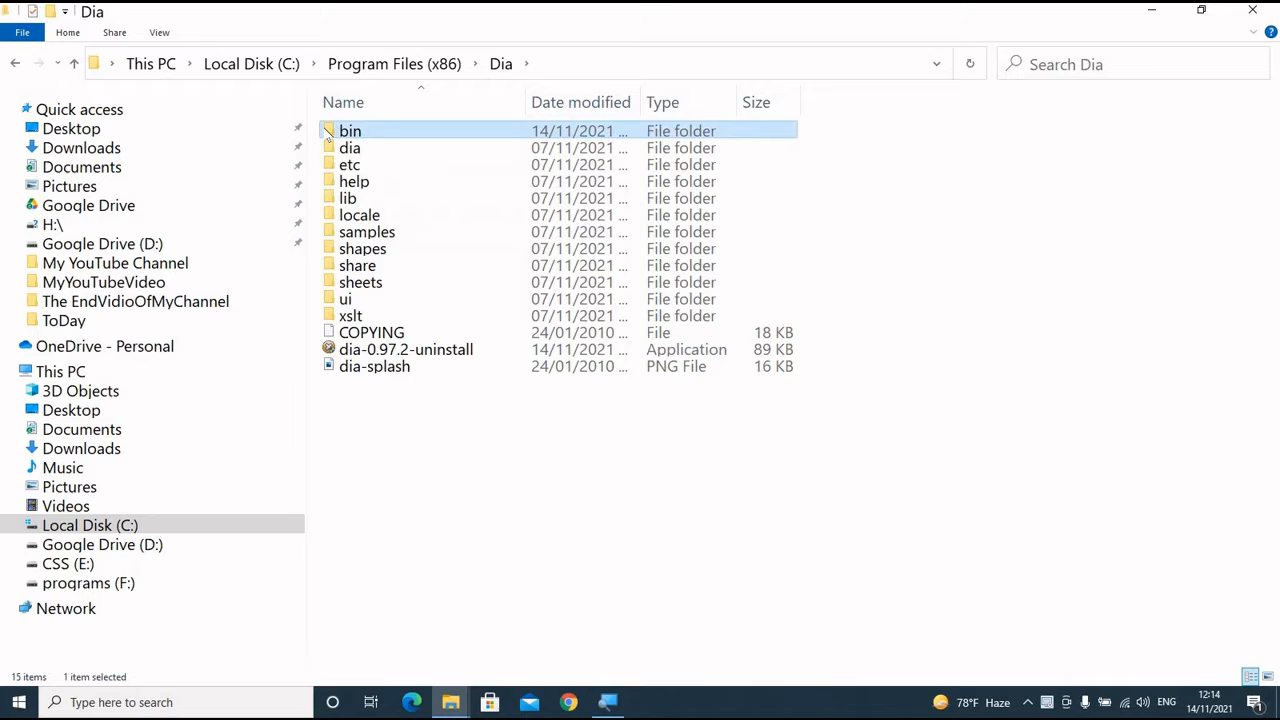 Dia
File Home Share View
This PC Local Disk (C:) Program Files (x86) Dia Search Dia
Name Date modified Type Size
bin 14/11/2021 ... File folder
dia 07/11/2021 ... File folder
etc 07/11/2021 ... File folder
help 07/11/2021 ... File folder
lib 07/11/2021 ... File folder
locale 07/11/2021 ... File folder
samples 07/11/2021 ... File folder
shapes 07/11/2021 ... File folder
share 07/11/2021 ... File folder
sheets 07/11/2021 ... File folder
ui 07/11/2021 ... File folder
xslt 07/11/2021 ... File folder
COPYING 24/01/2010 ... File 18 KB
dia-0.97.2-uninstall 14/11/2021 ... Application 89 KB
dia-splash 24/01/2010 ... PNG File 16 KB
Quick access
Desktop
Downloads
Documents
Pictures
Google Drive
H:\
Google Drive (D:)
My YouTube Channel
MyYouTubeVideo
The EndVidioOfMyChannel
ToDay
OneDrive - Personal
This PC
3D Objects
Desktop
Documents
Downloads
Music
Pictures
Videos
Local Disk (C:)
Google Drive (D:)
CSS (E:)
programs (F:)
Network
15 items 1 item selected
Type here to search
78°F Haze
ENG
12:14
14/11/2021
1